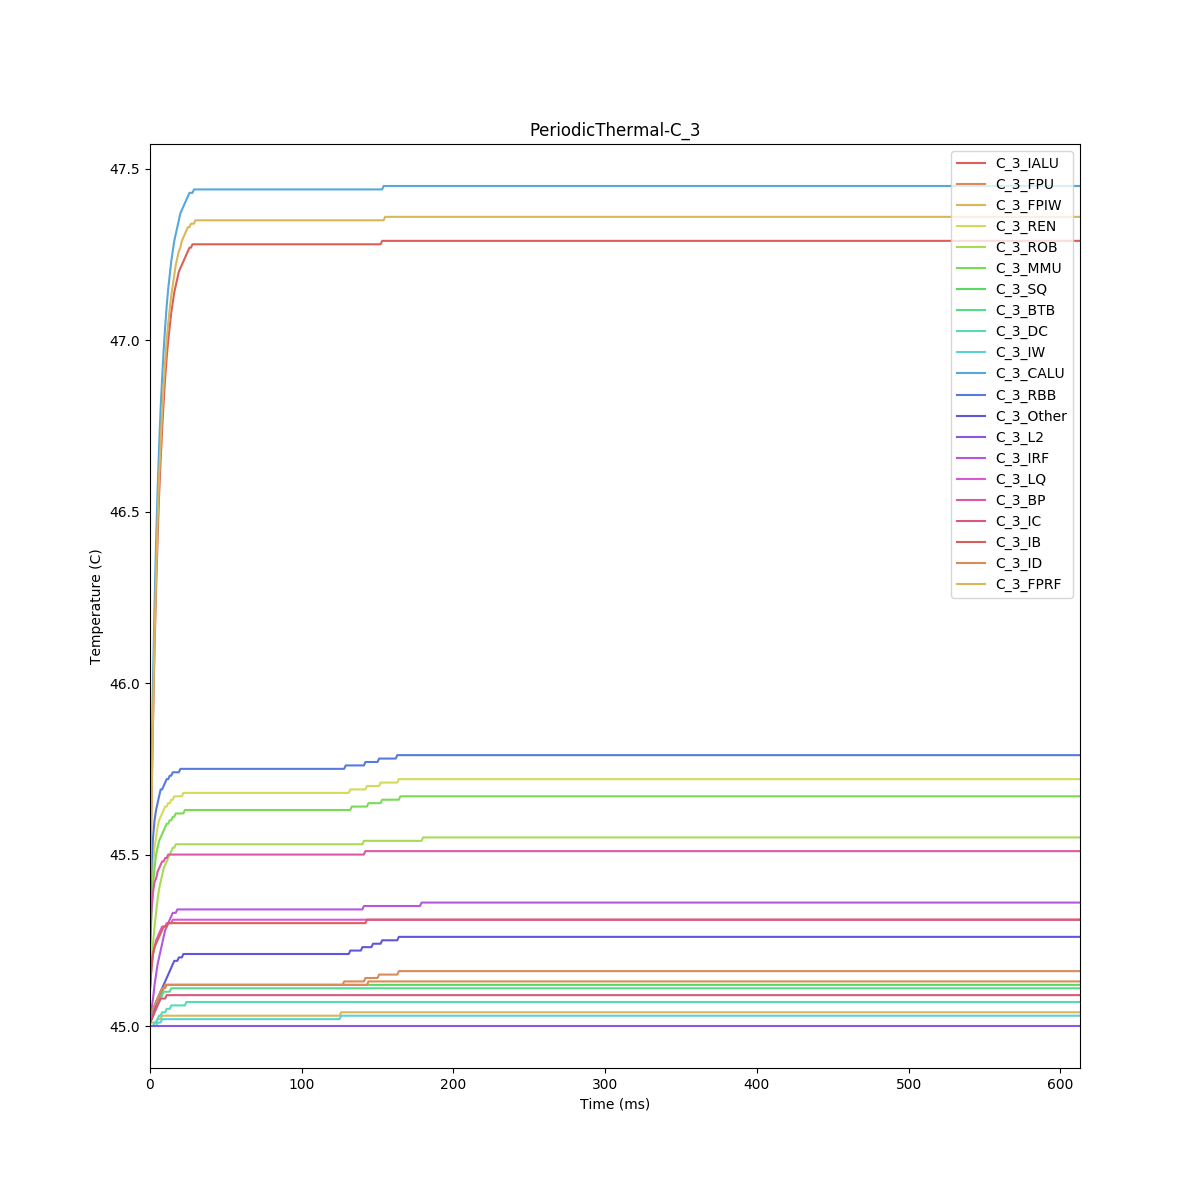 PeriodicThermal-C_3
47.5
47.0
46.5
46.0
45.5
45.0
Temperature (C)
C_3_IALU
C_3_FPU
C_3_FPIW
C_3_REN
C_3_ROB
C_3_MMU
C_3_SQ
C_3_BTB
C_3_DC
C_3_IW
C_3_CALU
C_3_RBB
C_3_Other
C_3_L2
C_3_IRF
C_3_LQ
C_3_BP
C_3_IC
C_3_IB
C_3_ID
C_3_FPRF
0 100 200 300 400 500 600
Time (ms)